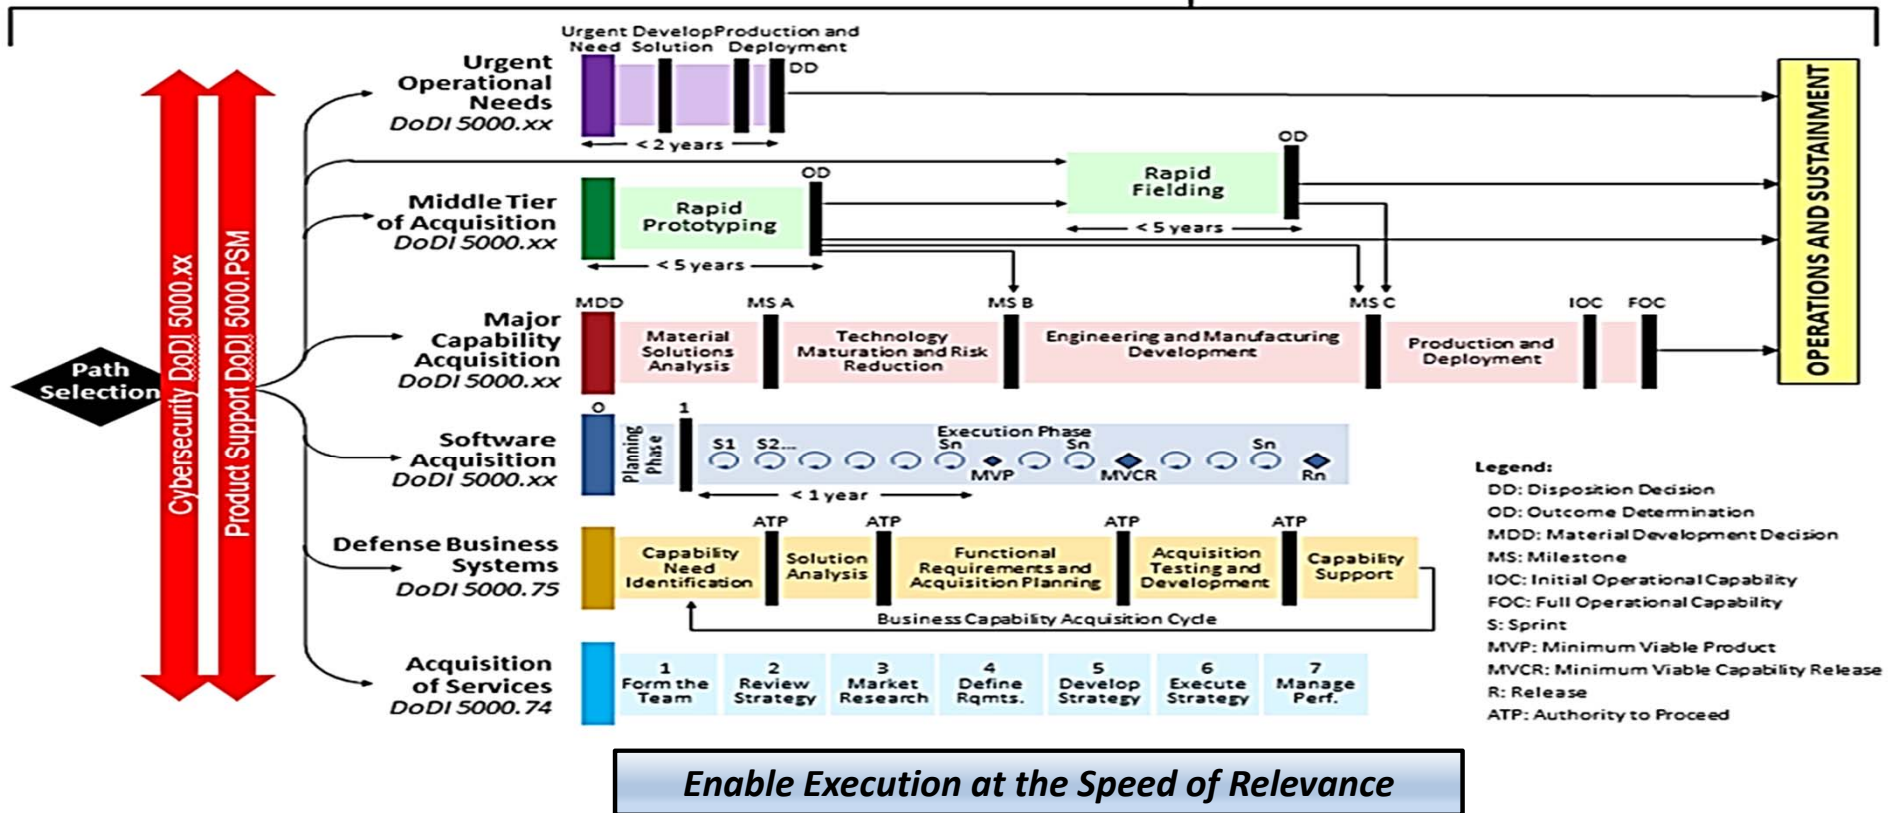 Path
Selection
Cybersecurity DoDI 5000.xx
Product Support DoDI 5000.PSM
Urgent
Operational
Needs
DoDI 5000.xx
Urgent
Need
Develop
Solution
Production and
Deployment
DD
< 2 years
Middle Tier
of Acquisition
DoDI 5000.xx
Rapid
Prototyping
OD
< 5 years
Rapid
Fielding
OD
< 5 years
Major
Capability
Acquisition
DoDI 5000.xx
MDD
Material
Solutions
Analysis
MS A
Technology
Maturation and Risk
Reduction
MS B
Engineering and Manufacturing
Development
MS C
Production and
Deployment
IOC
FOC
OPERATIONS AND SUSTAINMENT
Software
Acquisition
DoDI 5000.xx
0
Planning
Phase
1
Execution Phase
S1
S2...
Sn
MVP
Sn
MVCR
Sn
Rn
< 1 year
Defense Business
Systems
DoDI 5000.75
Capability
Need
Identification
ATP
Solution
Analysis
ATP
Functional
Requirements and
Acquisition Planning
ATP
Acquisition
Testing and
Development
ATP
Capability
Support
Business Capability Acquisition Cycle
Acquisition
of Services
DoDI 5000.74
1
Form the
Team
2
Review
Strategy
3
Market
Research
4
Define
Rqmts.
5
Develop
Strategy
6
Execute
Strategy
7
Manage
Perf.
Legend:
DD: Disposition Decision
OD: Outcome Determination
MDD: Material Development Decision
MS: Milestone
IOC: Initial Operational Capability
FOC: Full Operational Capability
S: Sprint
MVP: Minimum Viable Product
MVCR: Minimum Viable Capability Release
R: Release
ATP: Authority to Proceed
Enable Execution at the Speed of Relevance